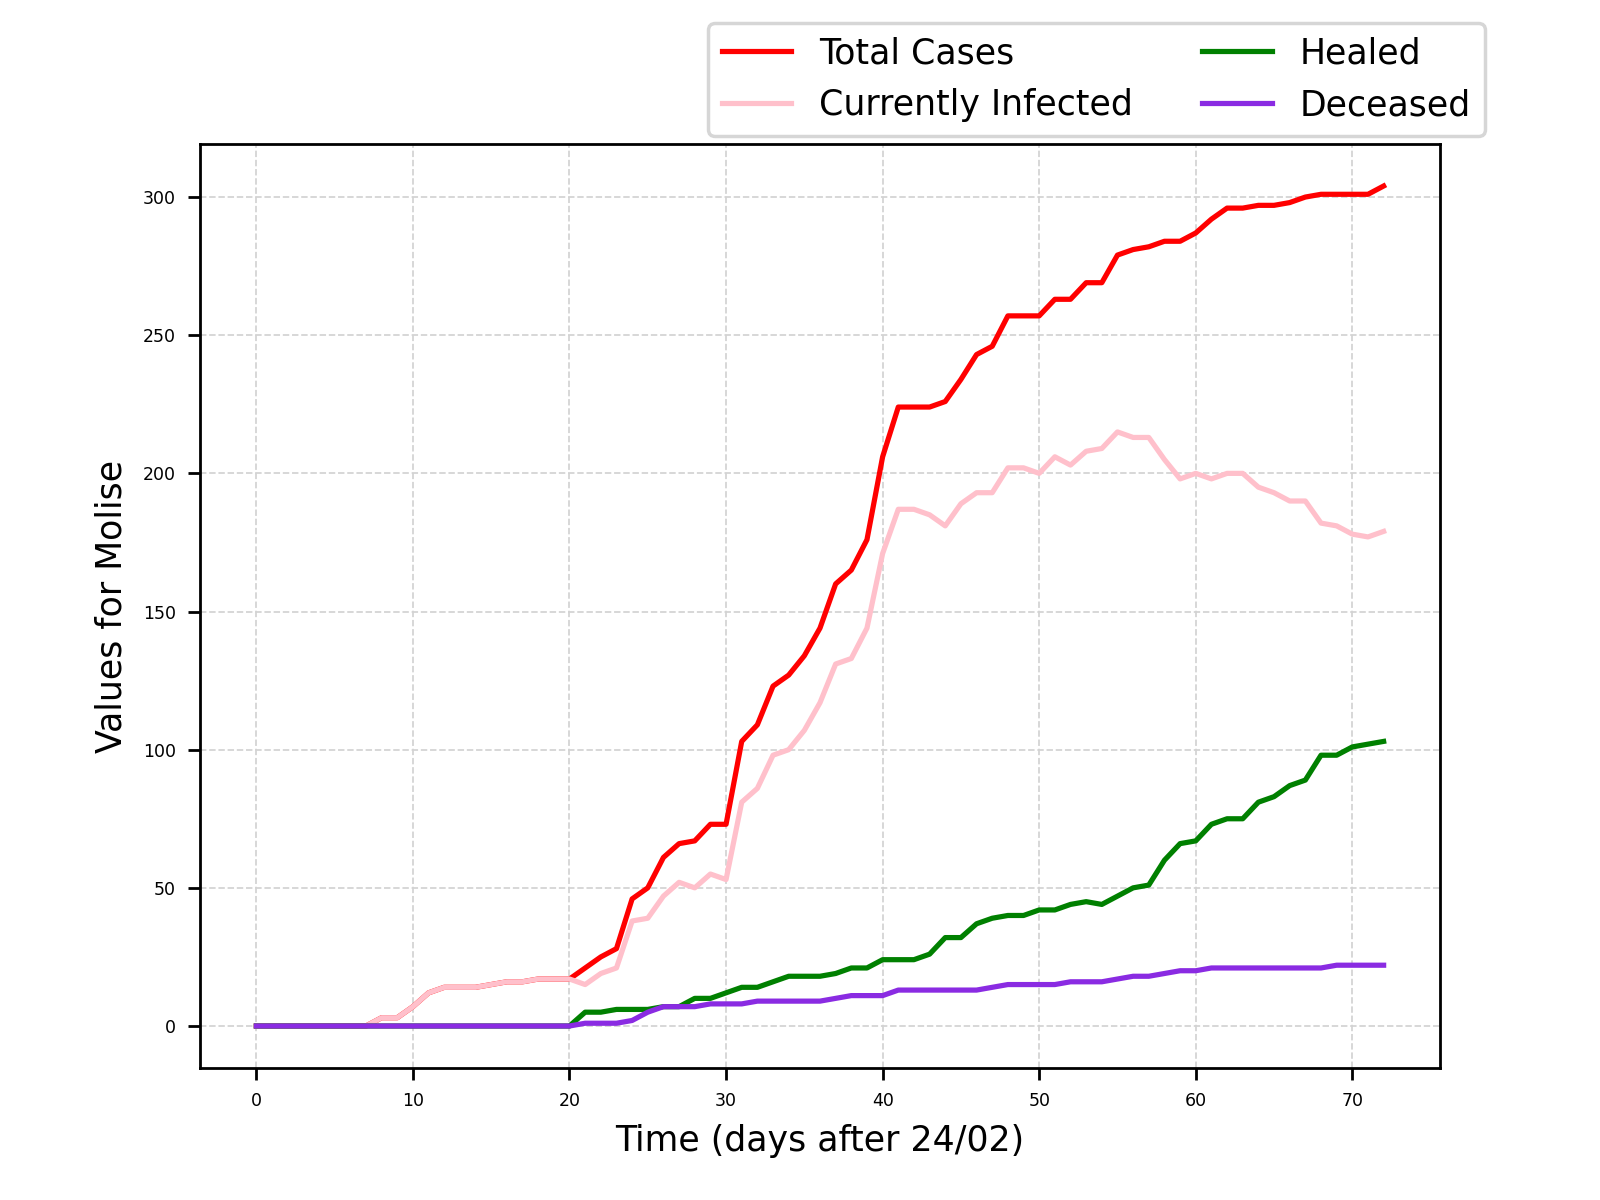 Total Cases
Currently Infected
Healed
Deceased
300
250
200
150
100
50
0
Values for Molise
0 10 20 30 40 50 60 70
Time (days after 24/02)